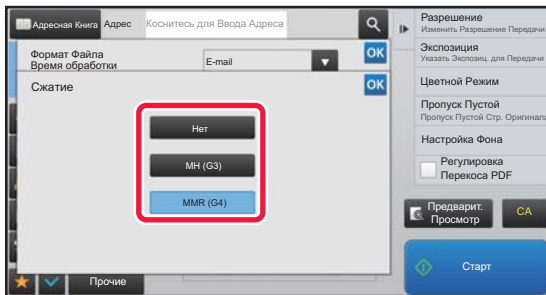 Адресная Книга
Адрес
Коснитесь для Ввода Адреса
Формат Файла
Время обработки
E-mail
OK
Сжатие
OK
Нет
MH (G3)
MMR (G4)
Прочие
Разрешение
Изменить Разрешение Передачи
Экспозиция
Указать Экспозиц. для Передачи
Цветной Режим
Пропуск Пустой
Пропуск Пустой Стр. Оригинала
Настройка Фона
Регулировка
Перекоса PDF
Предварит.
Просмотр
CA
Старт